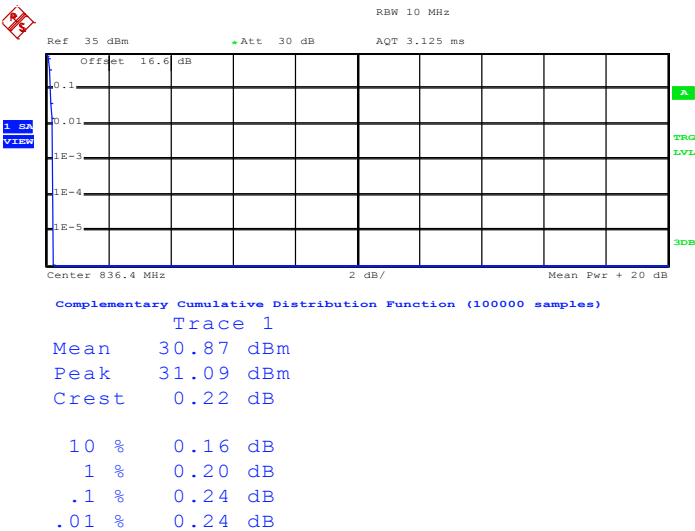 RBW 10 MHz
Ref 35 dBm *Att 30 dB AQT 3.125 ms
Offset 16.6 dB
0.1
A
0.01
1 SA
VIEW
TRG
LVL
1E-3
1E-4
1E-5
3DB
Center 836.4 MHz 2 dB/ Mean Pwr + 20 dB
Complementary Cumulative Distribution Function (100000 samples)
Trace 1
Mean 30.87 dBm
Peak 31.09 dBm
Crest 0.22 dB
10 % 0.16 dB
1 % 0.20 dB
.1 % 0.24 dB
.01 % 0.24 dB